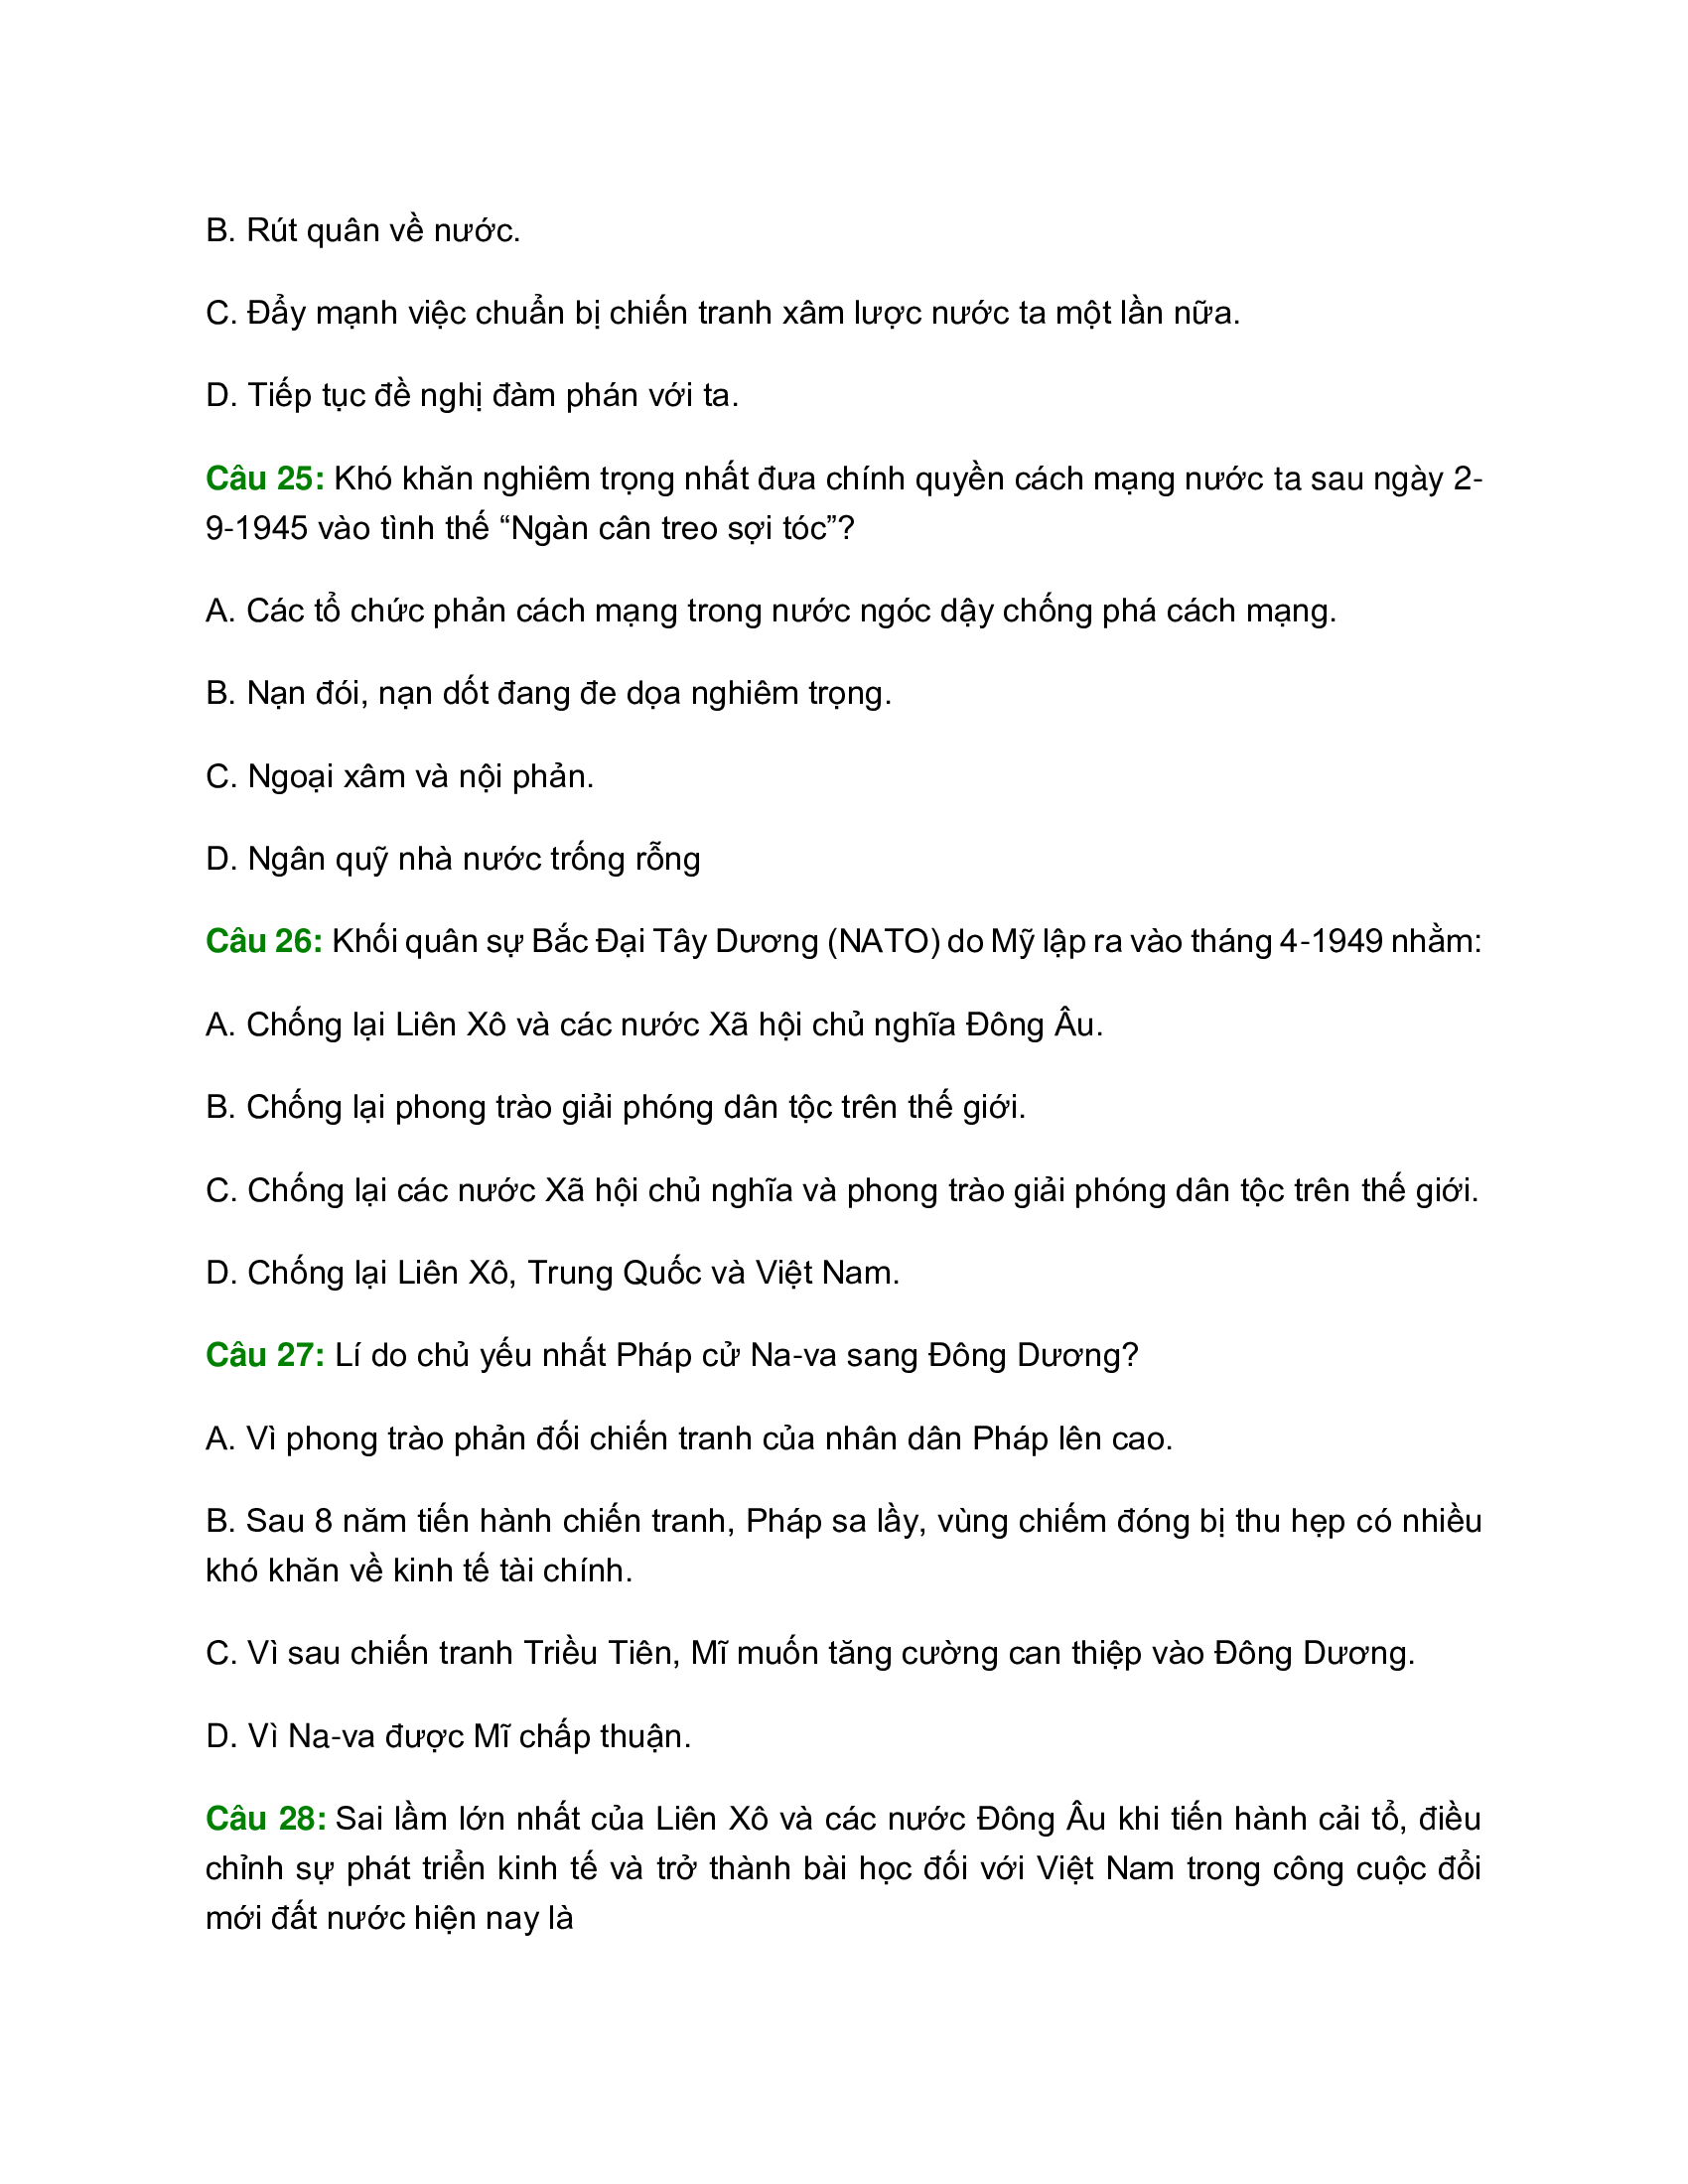 B. Rút quân về nước.
C. Đẩy mạnh việc chuẩn bị chiến tranh xâm lược nước ta một lần nữa.
D. Tiếp tục đề nghị đàm phán với ta.
Câu 25: Khó khăn nghiêm trọng nhất đưa chính quyền cách mạng nước ta sau ngày 2-
9-1945 vào tình thế “Ngàn cân treo sợi tóc”?
A. Các tổ chức phản cách mạng trong nước ngóc dậy chống phá cách mạng.
B. Nạn đói, nạn dốt đang đe dọa nghiêm trọng.
C. Ngoại xâm và nội phản.
D. Ngân quỹ nhà nước trống rỗng
Câu 26: Khối quân sự Bắc Đại Tây Dương (NATO) do Mỹ lập ra vào tháng 4-1949 nhằm:
A. Chống lại Liên Xô và các nước Xã hội chủ nghĩa Đông Âu.
B. Chống lại phong trào giải phóng dân tộc trên thế giới.
C. Chống lại các nước Xã hội chủ nghĩa và phong trào giải phóng dân tộc trên thế giới.
D. Chống lại Liên Xô, Trung Quốc và Việt Nam.
Câu 27: Lí do chủ yếu nhất Pháp cử Na-va sang Đông Dương?
A. Vì phong trào phản đối chiến tranh của nhân dân Pháp lên cao.
B. Sau 8 năm tiến hành chiến tranh, Pháp sa lầy, vùng chiếm đóng bị thu hẹp có nhiều
khó khăn về kinh tế tài chính.
C. Vì sau chiến tranh Triều Tiên, Mĩ muốn tăng cường can thiệp vào Đông Dương.
D. Vì Na-va được Mĩ chấp thuận.
Câu 28: Sai lầm lớn nhất của Liên Xô và các nước Đông Âu khi tiến hành cải tổ, điều
chỉnh sự phát triển kinh tế và trở thành bài học đối với Việt Nam trong công cuộc đổi
mới đất nước hiện nay là